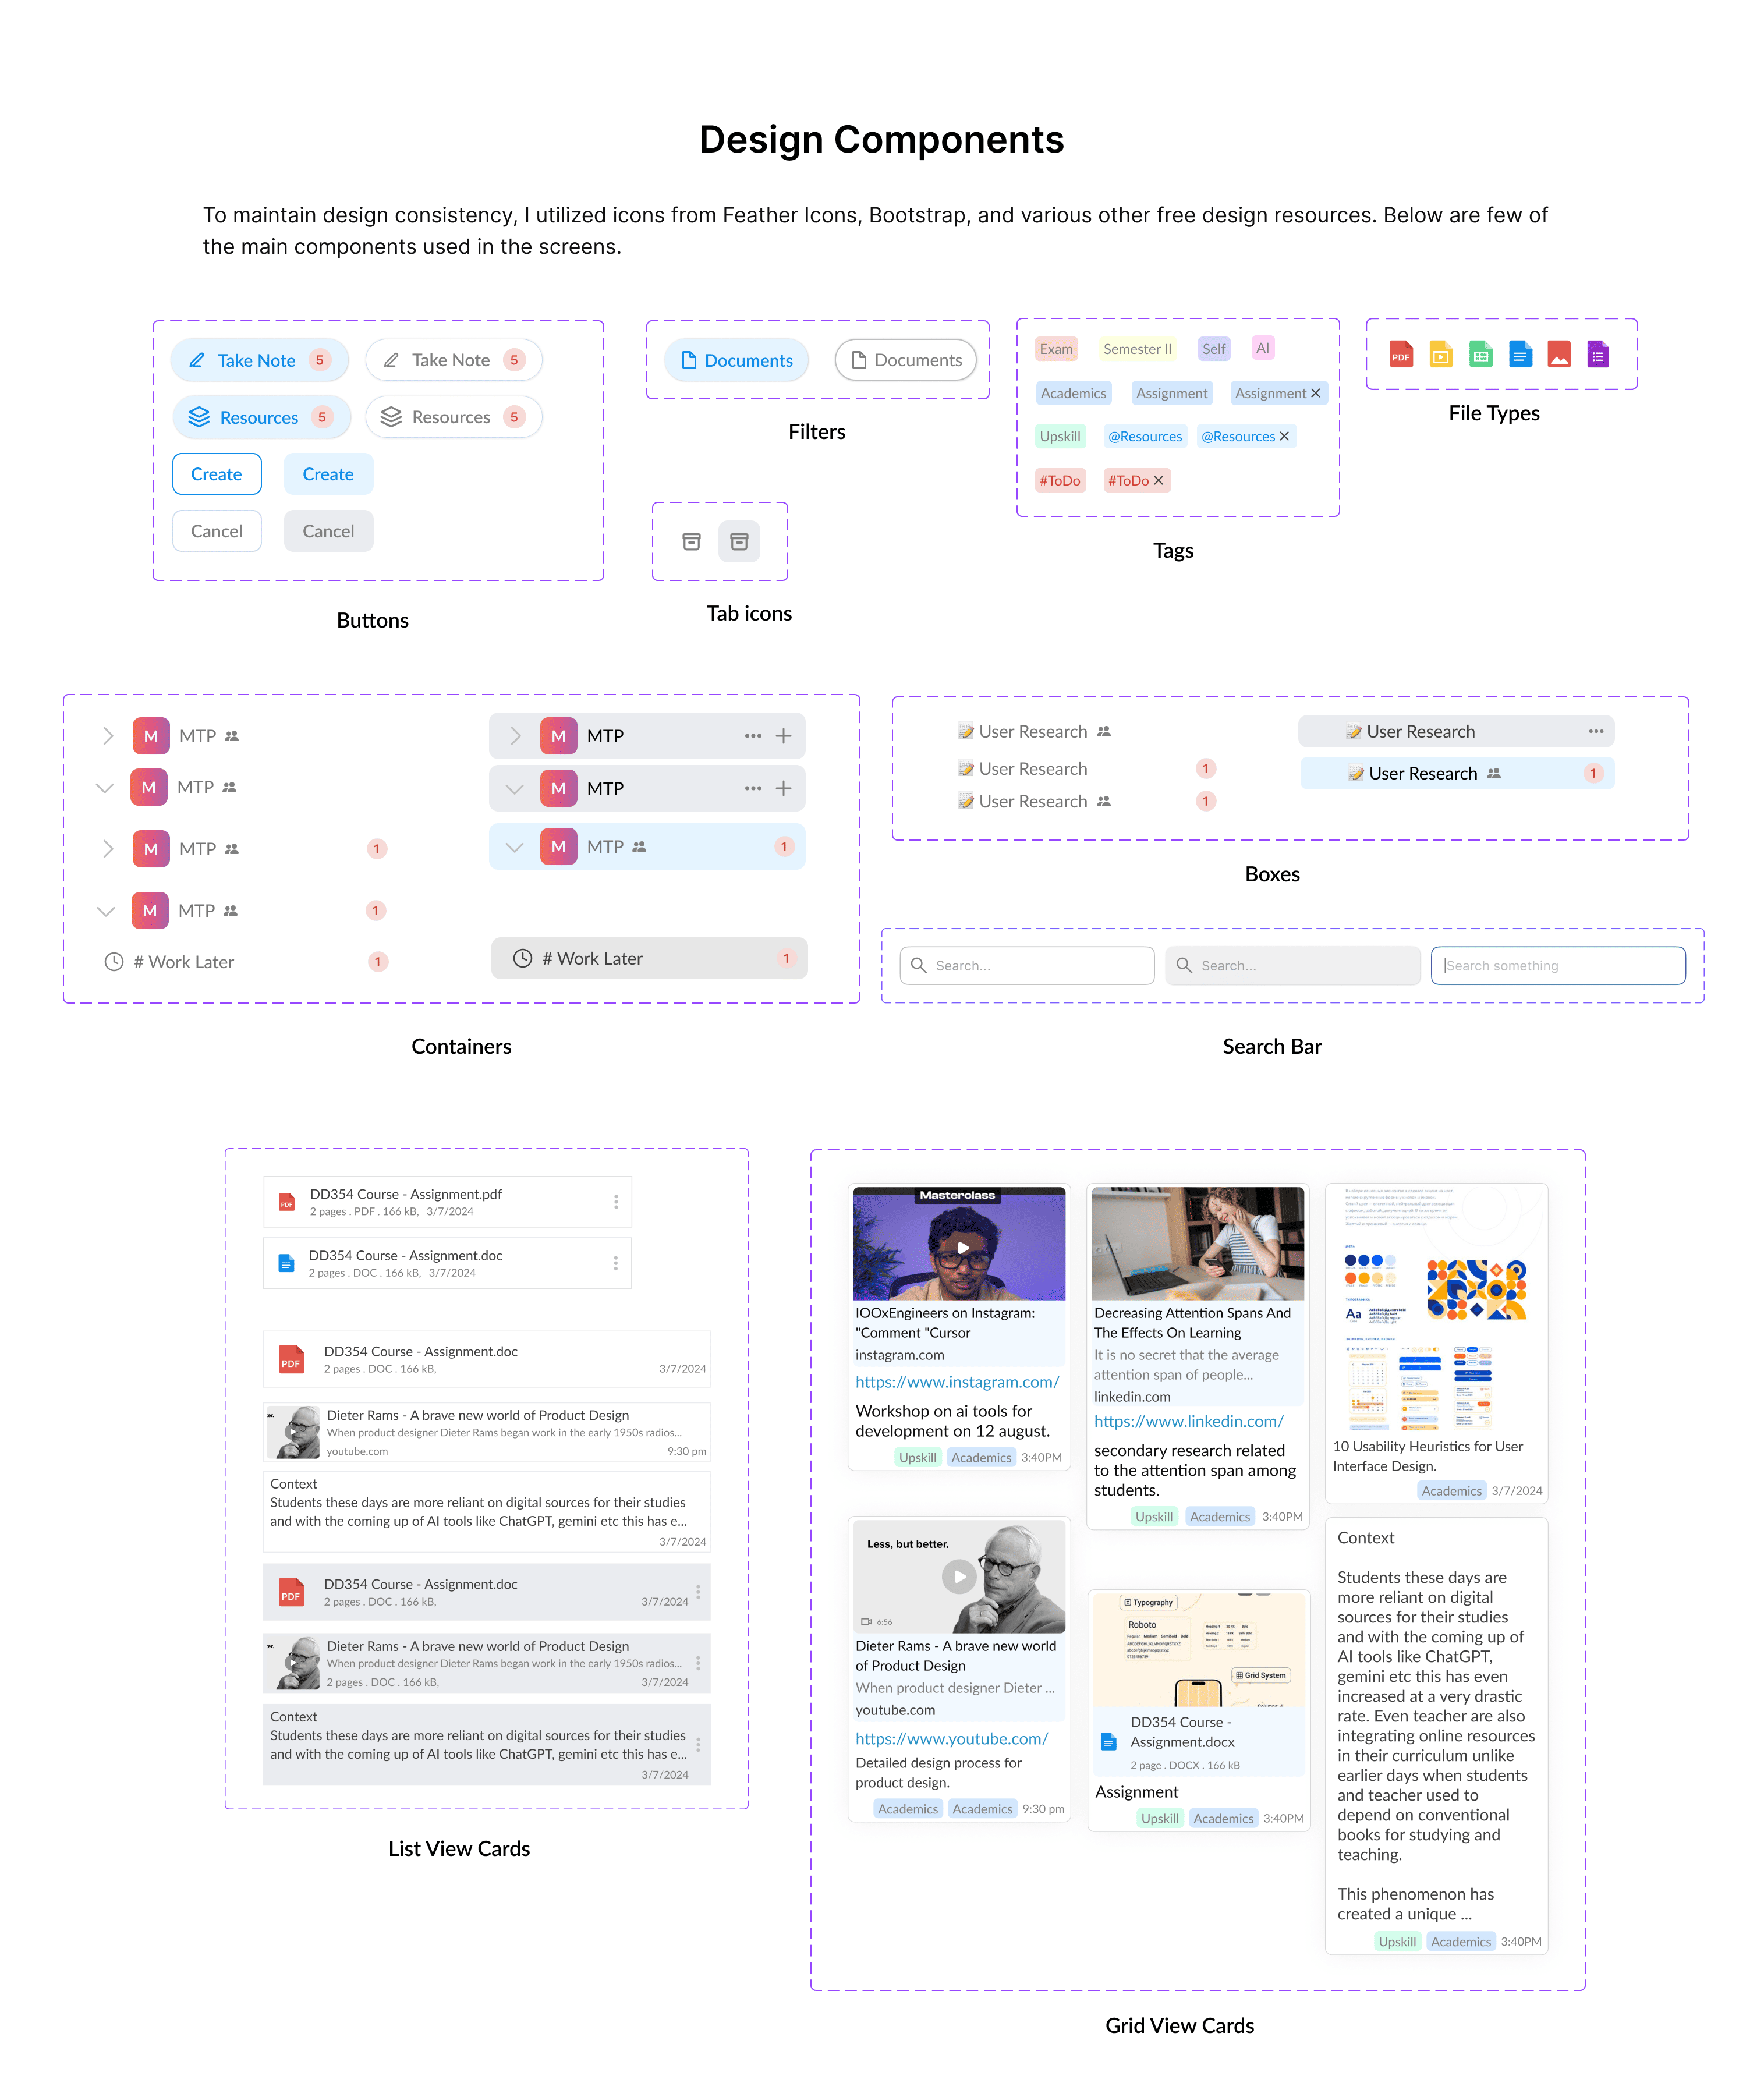 Design Components
To maintain design consistency, I utilized icons from Feather Icons, Bootstrap, and various other free design resources. Below are few of
the main components used in the screens.
Take Note 5
Take Note 5
Resources 5
Resources 5
Create
Create
Cancel
Cancel
Buttons
Documents
Documents
Filters
Tab icons
Exam Semester II Self AI
Academics Assignment Assignment
Upskill @Resources @Resources
#ToDo #ToDo
Tags
PDF
File Types
M MTP
M MTP
M MTP 1
M MTP 1
# Work Later 1
M MTP
M MTP
M MTP 1
# Work Later 1
Containers
User Research
User Research 1
User Research 1
User Research
User Research 1
Boxes
Search...
Search...
Search something
Search Bar
PDF
DD354 Course - Assignment.pdf
2 pages . PDF . 166 kB, 3/7/2024
DD354 Course - Assignment.doc
2 pages . DOC . 166 kB, 3/7/2024
PDF
DD354 Course - Assignment.doc
2 pages . DOC . 166 kB, 3/7/2024
ter.
Dieter Rams - A brave new world of Product Design
When product designer Dieter Rams began work in the early 1950s radios...
youtube.com 9:30 pm
Context
Students these days are more reliant on digital sources for their studies
and with the coming up of AI tools like ChatGPT, gemini etc this has e...
3/7/2024
PDF
DD354 Course - Assignment.doc
2 pages . DOC . 166 kB, 3/7/2024
ter.
Dieter Rams - A brave new world of Product Design
When product designer Dieter Rams began work in the early 1950s radios...
2 pages . DOC . 166 kB, 3/7/2024
Context
Students these days are more reliant on digital sources for their studies
and with the coming up of AI tools like ChatGPT, gemini etc this has e...
3/7/2024
List View Cards
Masterclass
IOOxEngineers on Instagram:
"Comment "Cursor
instagram.com
https://www.instagram.com/
Workshop on ai tools for
development on 12 august.
Upskill Academics 3:40PM
Less, but better.
6:56
Dieter Rams - A brave new world
of Product Design
When product designer Dieter ...
youtube.com
https://www.youtube.com/
Detailed design process for
product design.
Academics Academics 9:30 pm
Decreasing Attention Spans And
The Effects On Learning
It is no secret that the average
attention span of people...
linkedin.com
https://www.linkedin.com/
secondary research related
to the attention span among
students.
Upskill Academics 3:40PM
Typography
Roboto
Grid System
DD354 Course -
Assignment.docx
2 page . DOCX . 166 kB
Assignment
Upskill Academics 3:40PM
Aa
10 Usability Heuristics for User
Interface Design.
Academics 3/7/2024
Context
Students these days are
more reliant on digital
sources for their studies
and with the coming up of
AI tools like ChatGPT,
gemini etc this has even
increased at a very drastic
rate. Even teacher are also
integrating online resources
in their curriculum unlike
earlier days when students
and teacher used to
depend on conventional
books for studying and
teaching.
This phenomenon has
created a unique ...
Upskill Academics 3:40PM
Grid View Cards